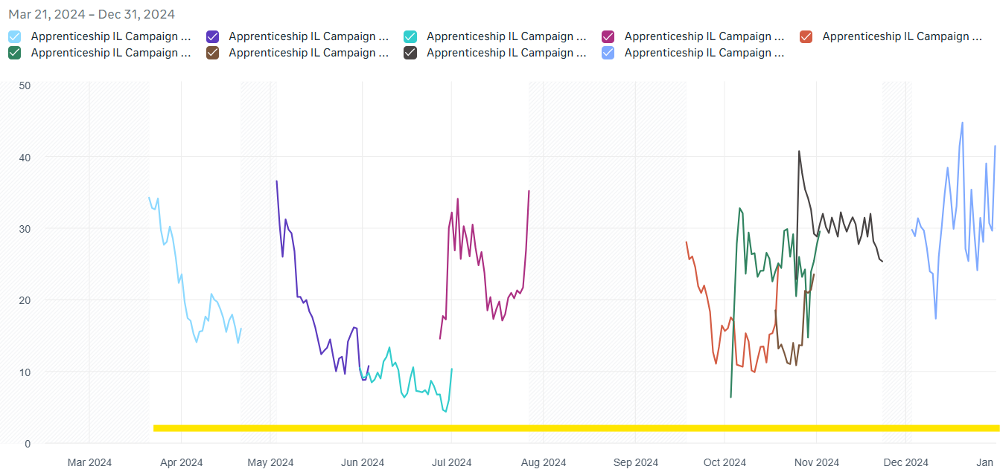 Mar 21, 2024 – Dec 31, 2024
Apprenticeship IL Campaign ... Apprenticeship IL Campaign ... Apprenticeship IL Campaign ... Apprenticeship IL Campaign ... Apprenticeship IL Campaign ...
Apprenticeship IL Campaign ... Apprenticeship IL Campaign ... Apprenticeship IL Campaign ... Apprenticeship IL Campaign ...
50
40
30
20
10
0
Mar 2024 Apr 2024 May 2024 Jun 2024 Jul 2024 Aug 2024 Sep 2024 Oct 2024 Nov 2024 Dec 2024 Jan